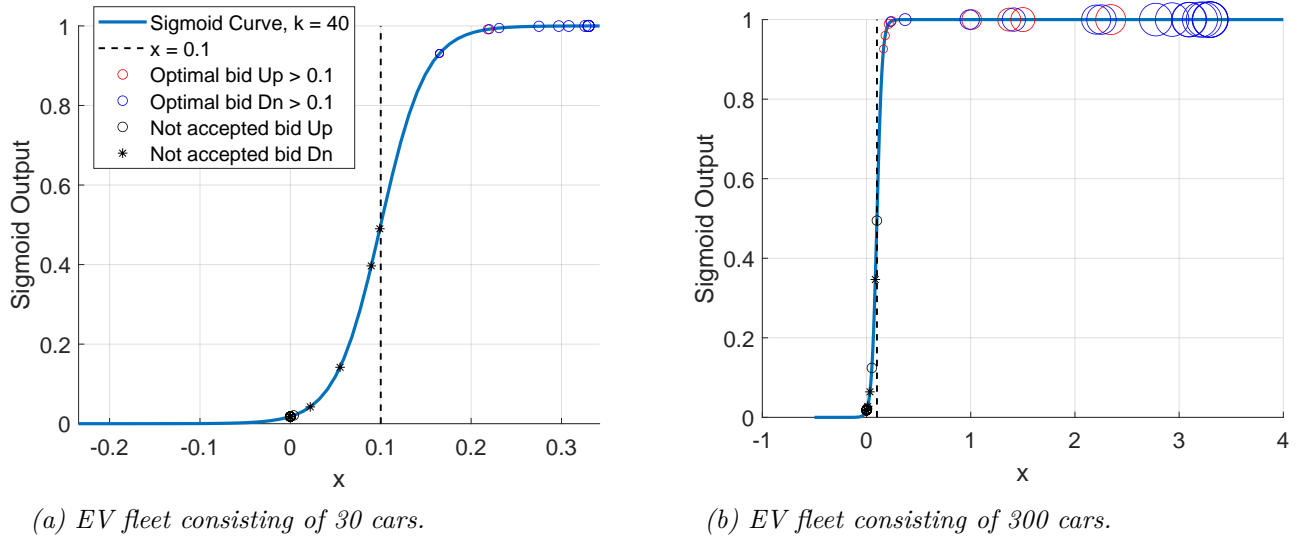 Sigmoid Curve, k = 40
x = 0.1
Optimal bid Up > 0.1
Optimal bid Dn > 0.1
Not accepted bid Up
Not accepted bid Dn
Sigmoid Output
1
0.8
0.6
0.4
0.2
0
-0.2
-0.1
0
0.1
0.2
0.3
x
(a) EV fleet consisting of 30 cars.
Sigmoid Output
1
0.8
0.6
0.4
0.2
0
-1
0
1
2
3
4
x
(b) EV fleet consisting of 300 cars.